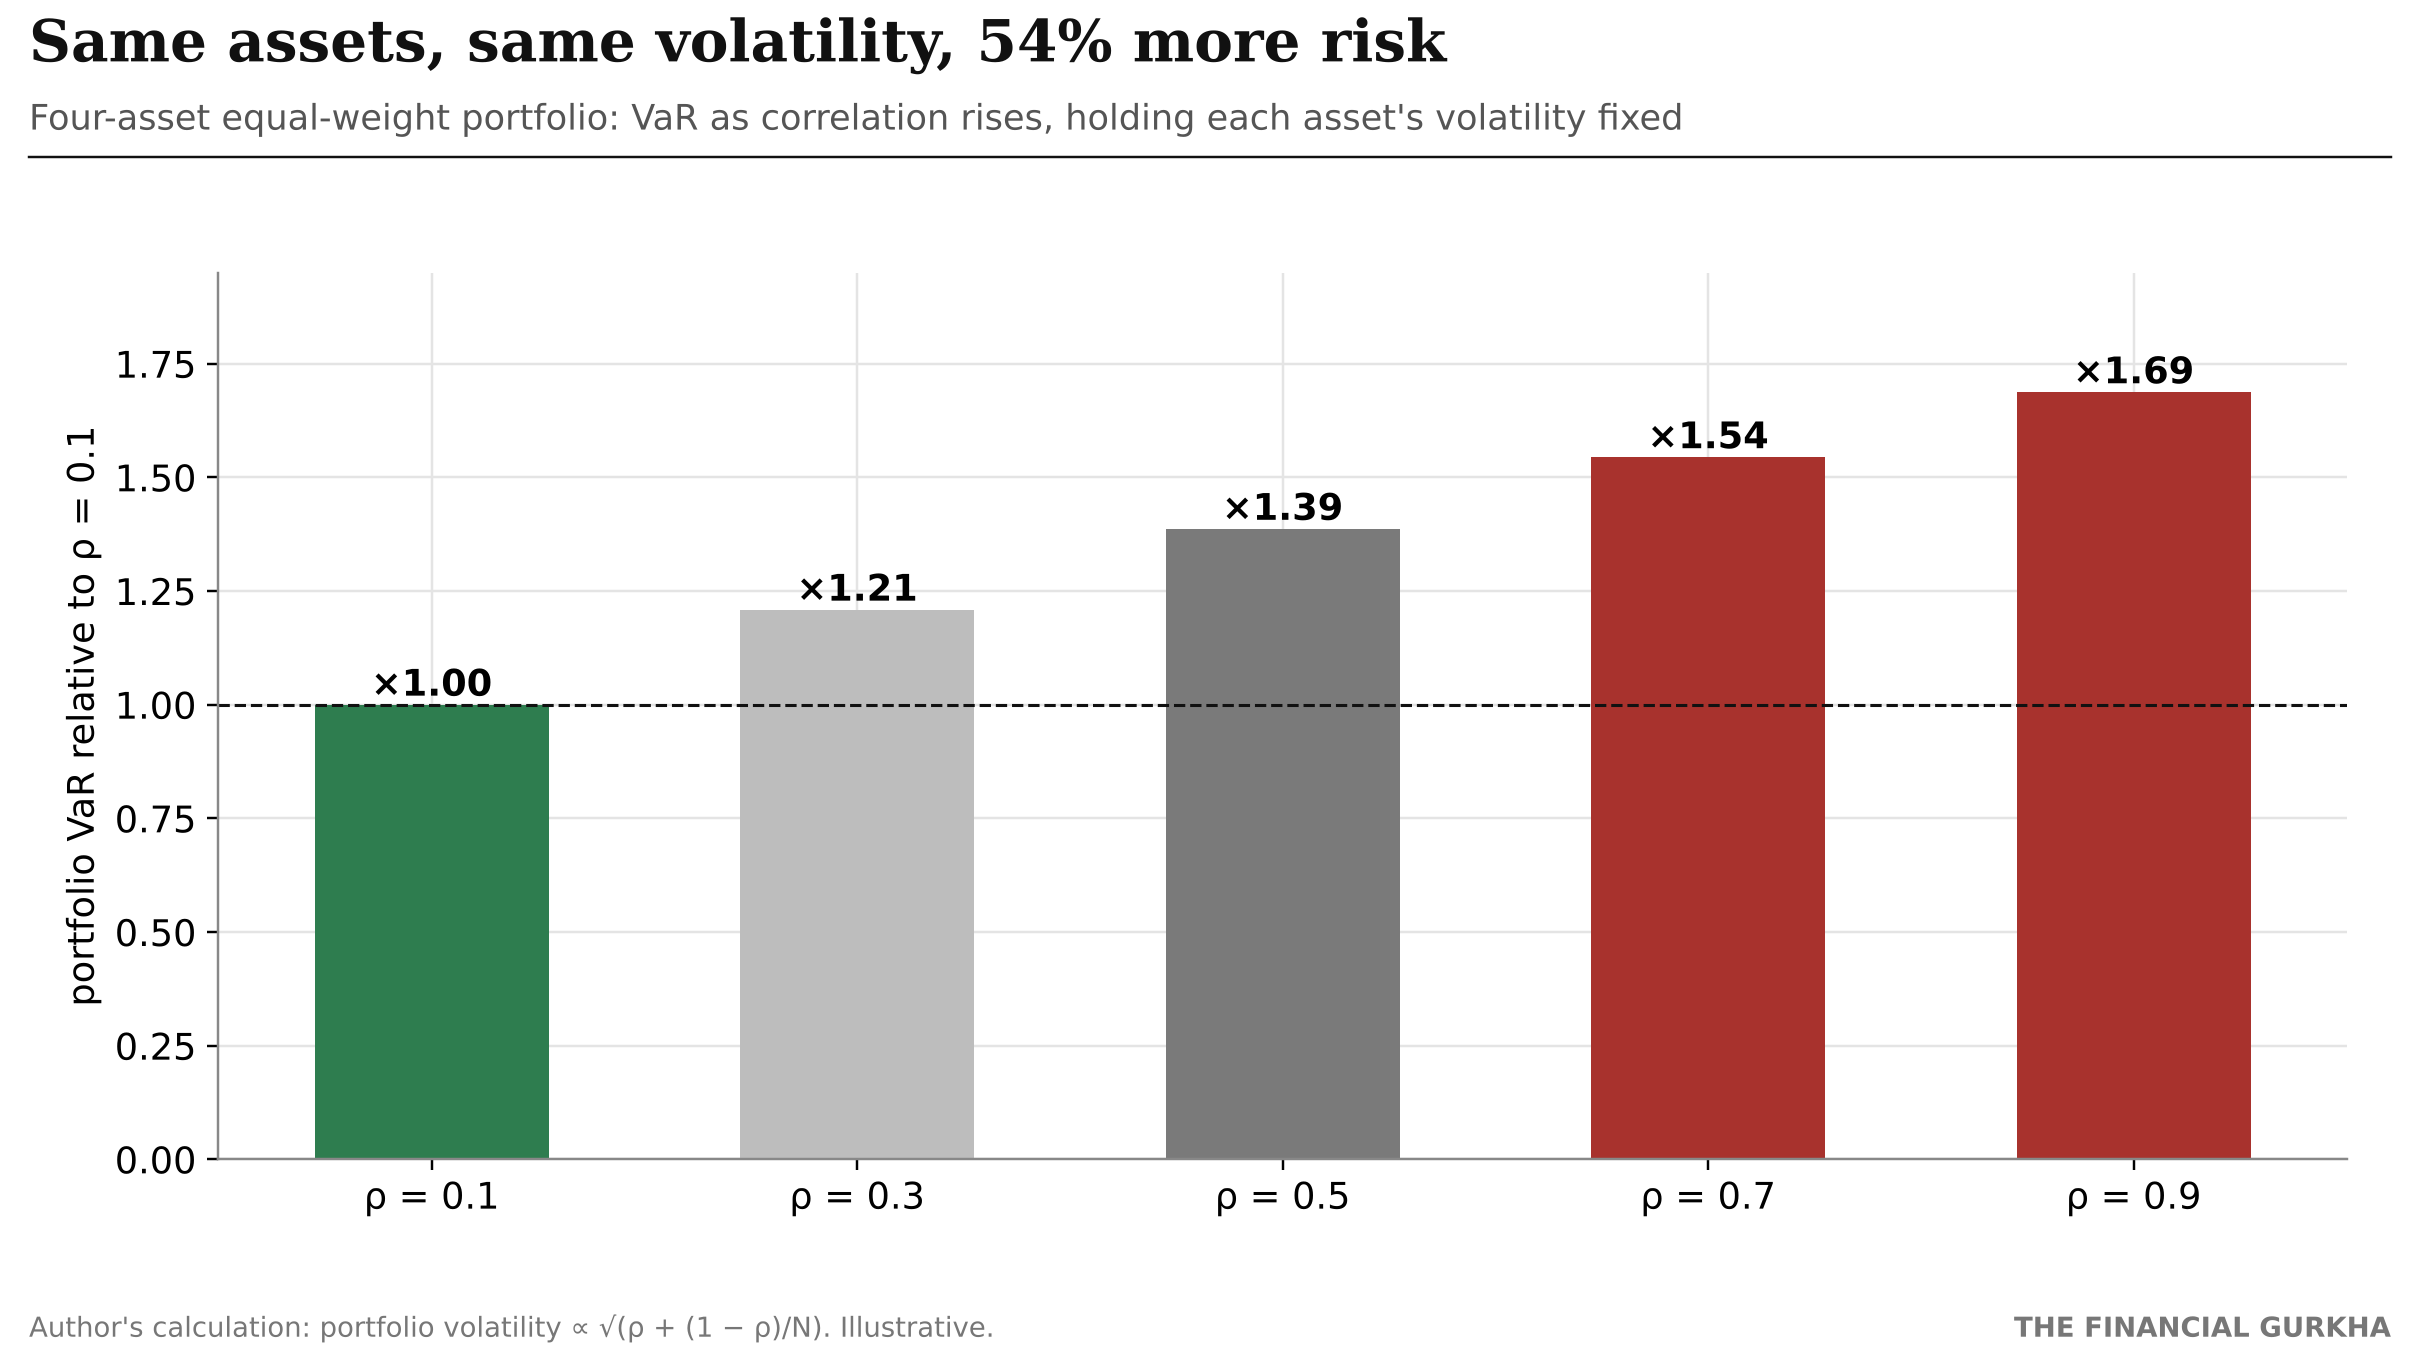 Same assets, same volatility, 54% more risk
Four-asset equal-weight portfolio: VaR as correlation rises, holding each asset's volatility fixed
portfolio VaR relative to ρ = 0.1
1.75
1.50
1.25
1.00
0.75
0.50
0.25
0.00
×1.00
×1.21
×1.39
×1.54
×1.69
ρ = 0.1
ρ = 0.3
ρ = 0.5
ρ = 0.7
ρ = 0.9
Author's calculation: portfolio volatility ∝ √(ρ + (1 − ρ)/N). Illustrative.
THE FINANCIAL GURKHA